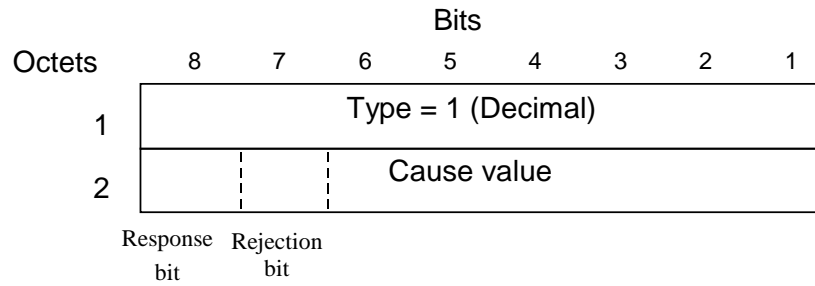 Bits
Octets 8 7 6 5 4 3 2 1
1 Type = 1 (Decimal)
2 Cause value
Response Rejection
bit bit